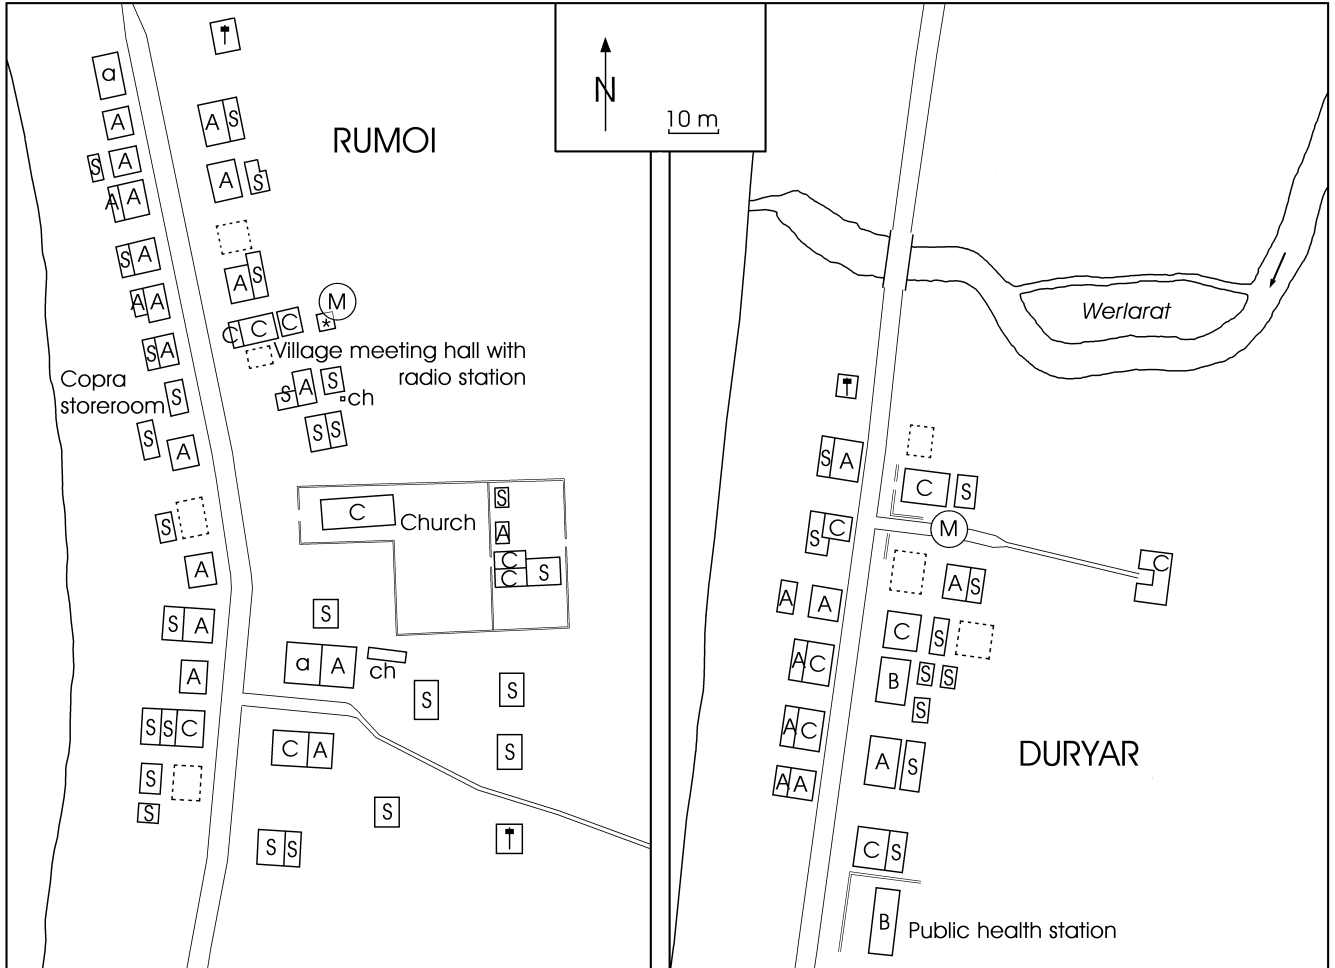 RUMOI
N
10 m
a
A
A S
A
S A
A S
A A
S A
A S
A A
M
C C C *
Village meeting hall with
radio station
S A
Copra
storeroom
S
S A S
ch
S S
S
A
C
Church
S
A
C
C S
S
A
S
S A
a A
ch
A
S
S
S S C
C A
S
S
S
S
S S
Werlarat
S A
C S
S C
M
C
A A
A S
C S
A C
B S S
S
A C
A S
A A
DURYAR
C S
B
Public health station